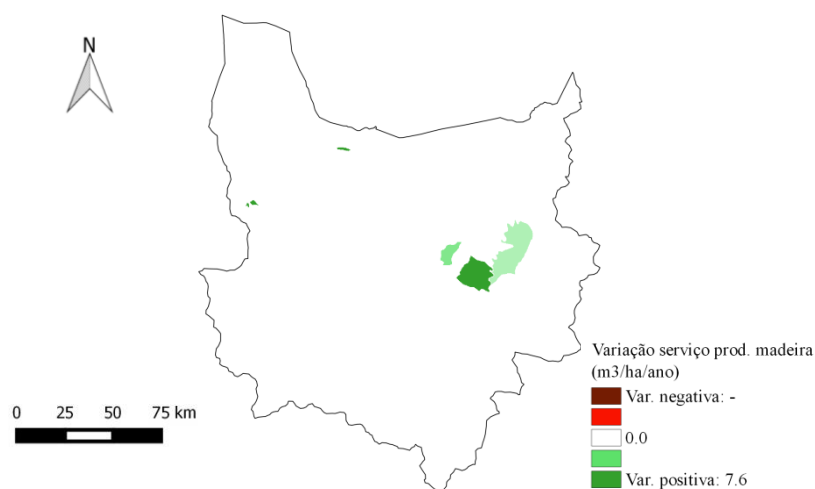 N
Variação serviço prod. madeira
(m3/ha/ano)
Var. negativa: -
0.0
Var. positiva: 7.6
0 25 50 75 km